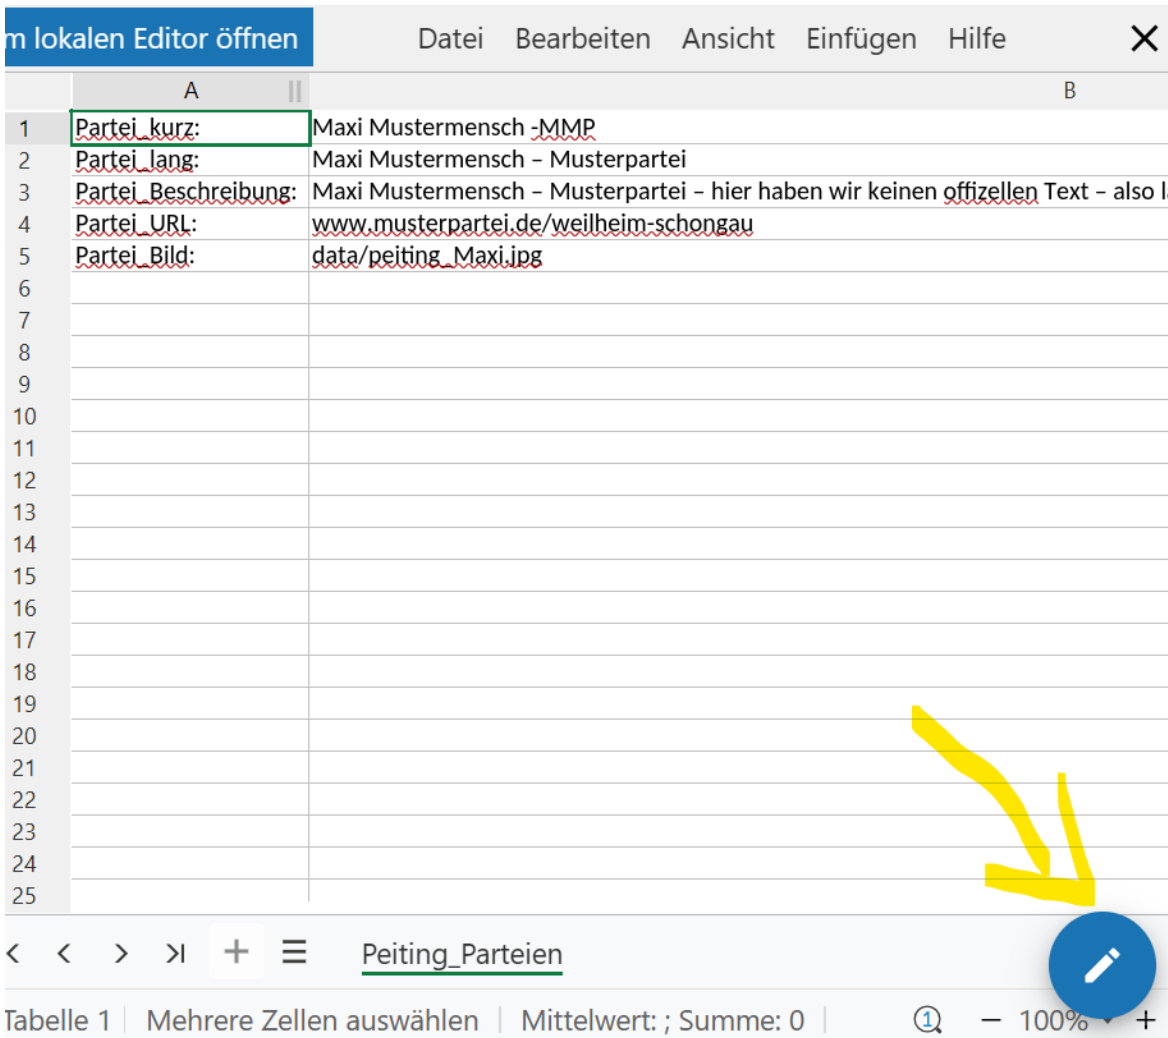 m lokalen Editor öffnen Datei Bearbeiten Ansicht Einfügen Hilfe
A B
1 Partei_kurz: Maxi Mustermensch -MMP
2 Partei_lang: Maxi Mustermensch – Musterpartei
3 Partei_Beschreibung: Maxi Mustermensch – Musterpartei – hier haben wir keinen offizellen Text – also l
4 Partei_URL: www.musterpartei.de/weilheim-schongau
5 Partei_Bild: data/peiting_Maxi.jpg
6
7
8
9
10
11
12
13
14
15
16
17
18
19
20
21
22
23
24
25
Peiting_Parteien
Tabelle 1 Mehrere Zellen auswählen Mittelwert: ; Summe: 0 1 100%